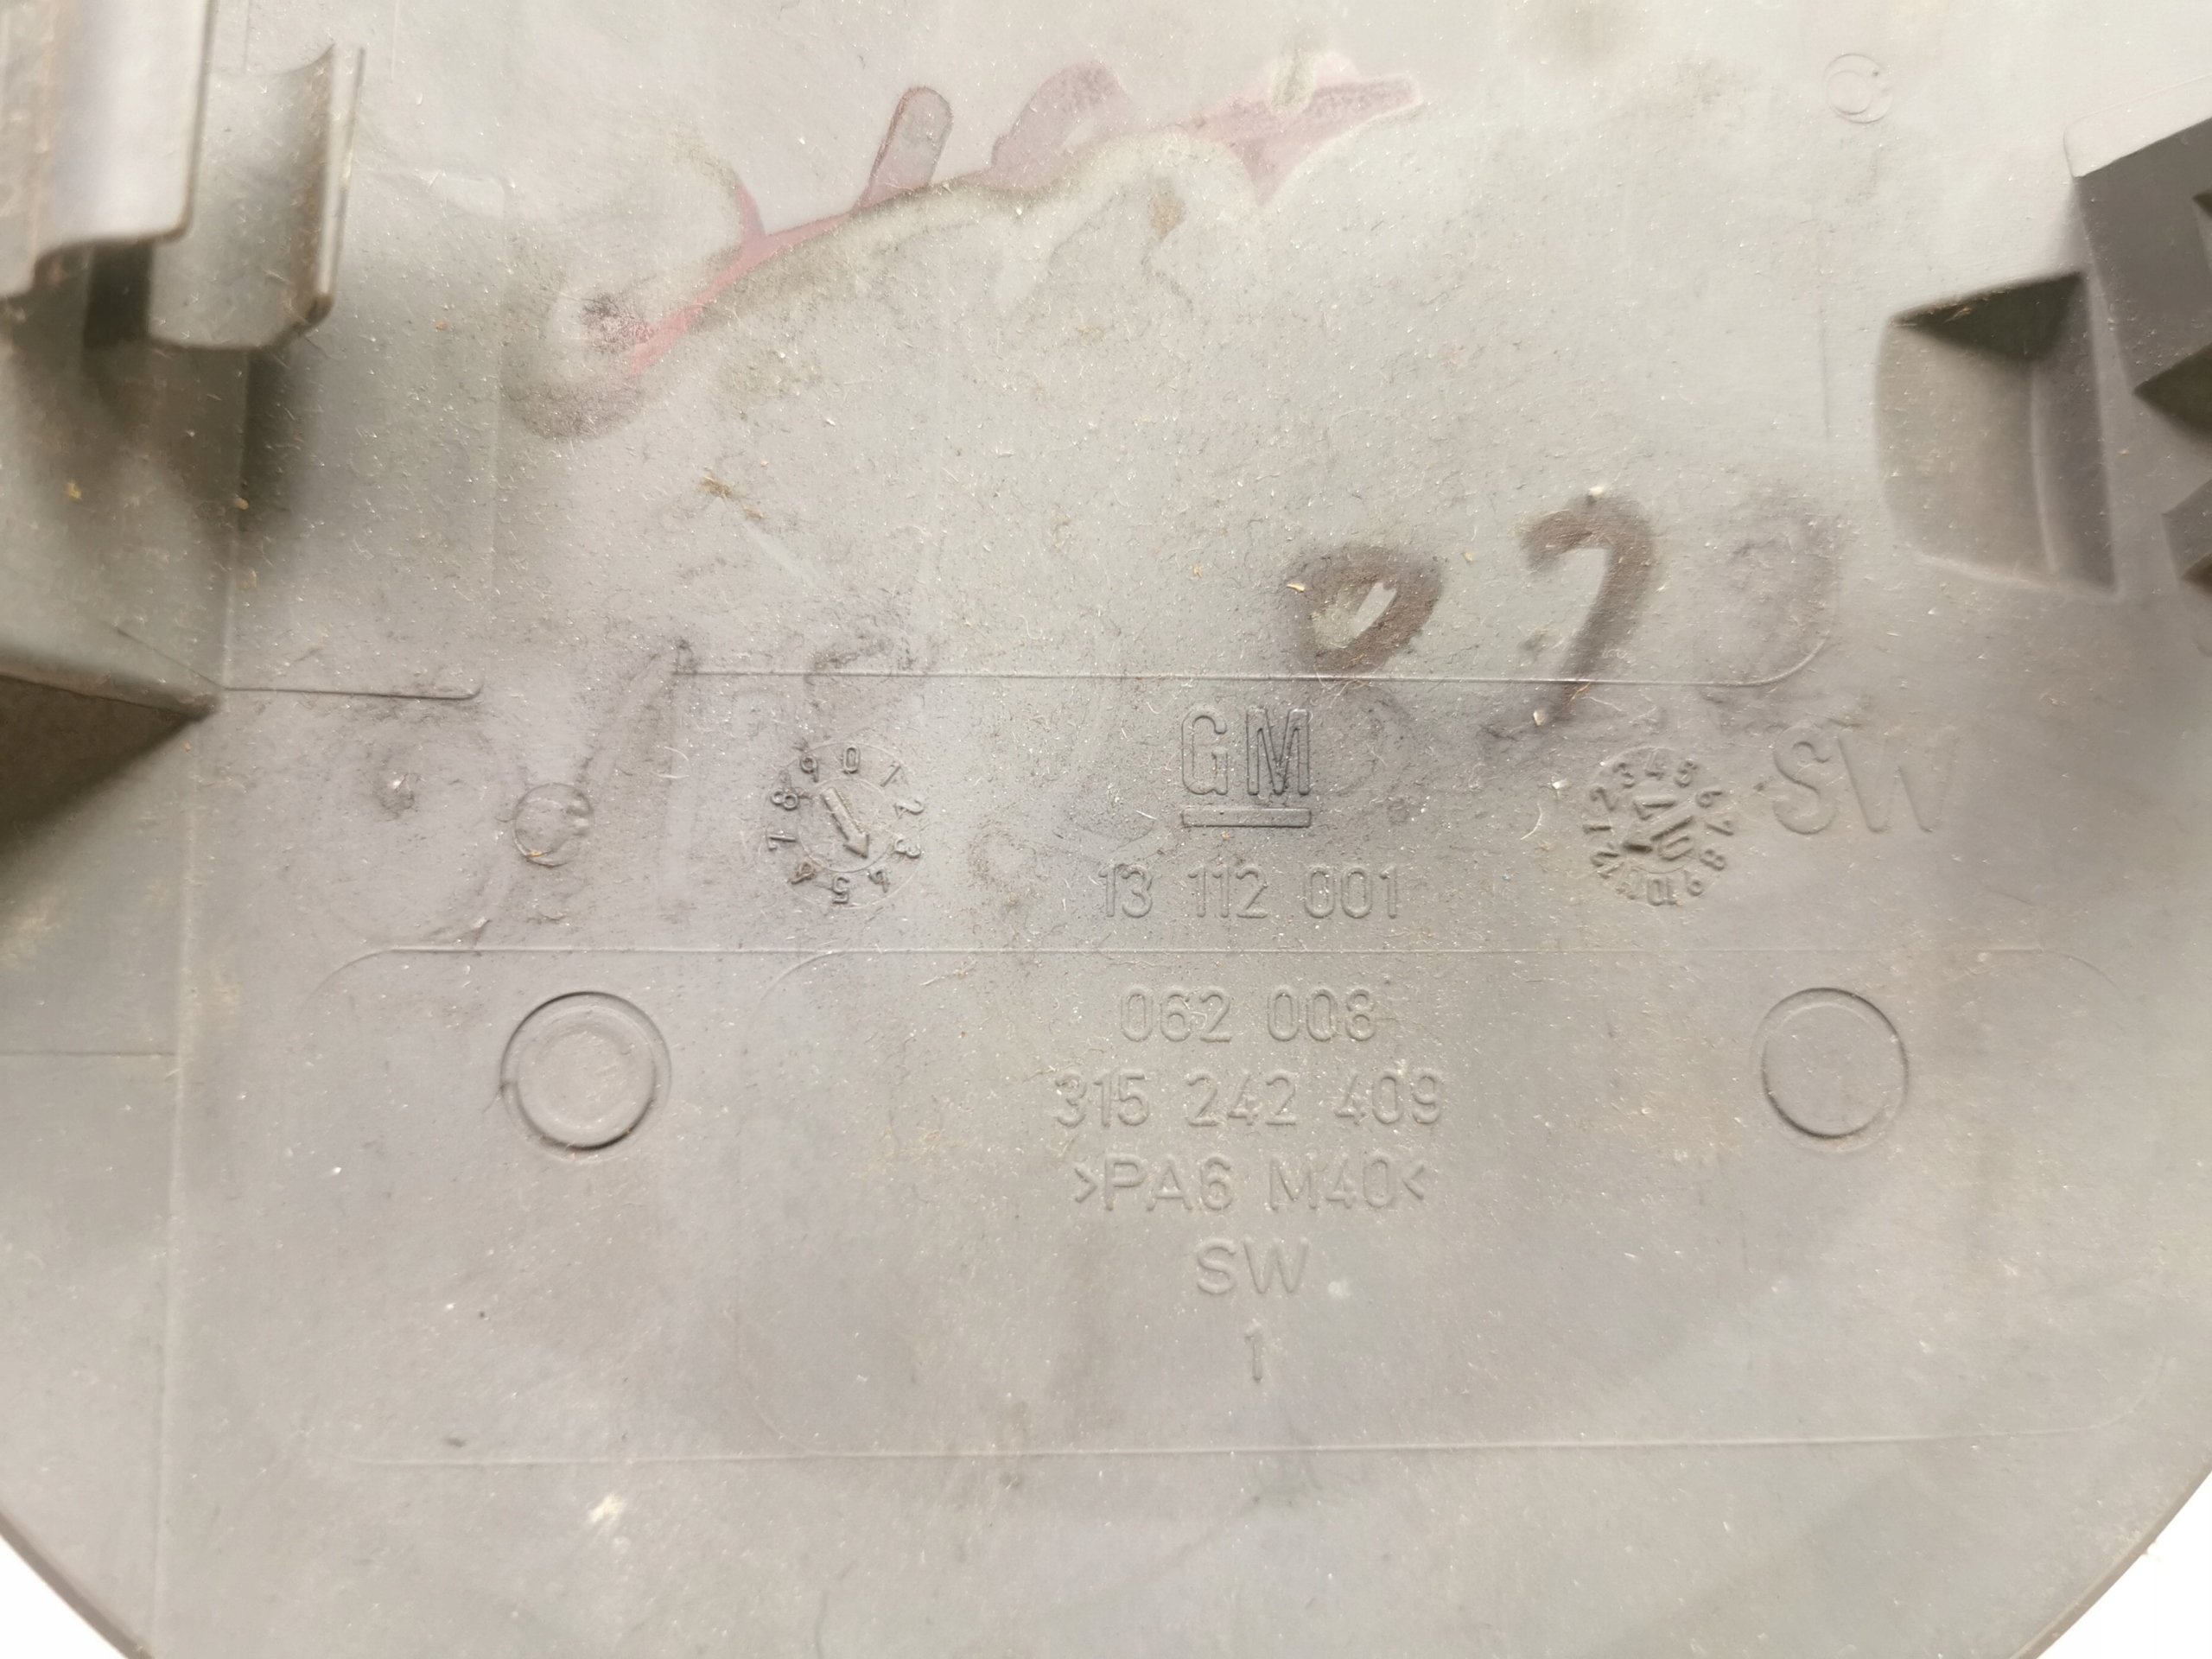 GM
SW
13 112 001
062 008
315 242 409
>PA6 M40<
SW
1